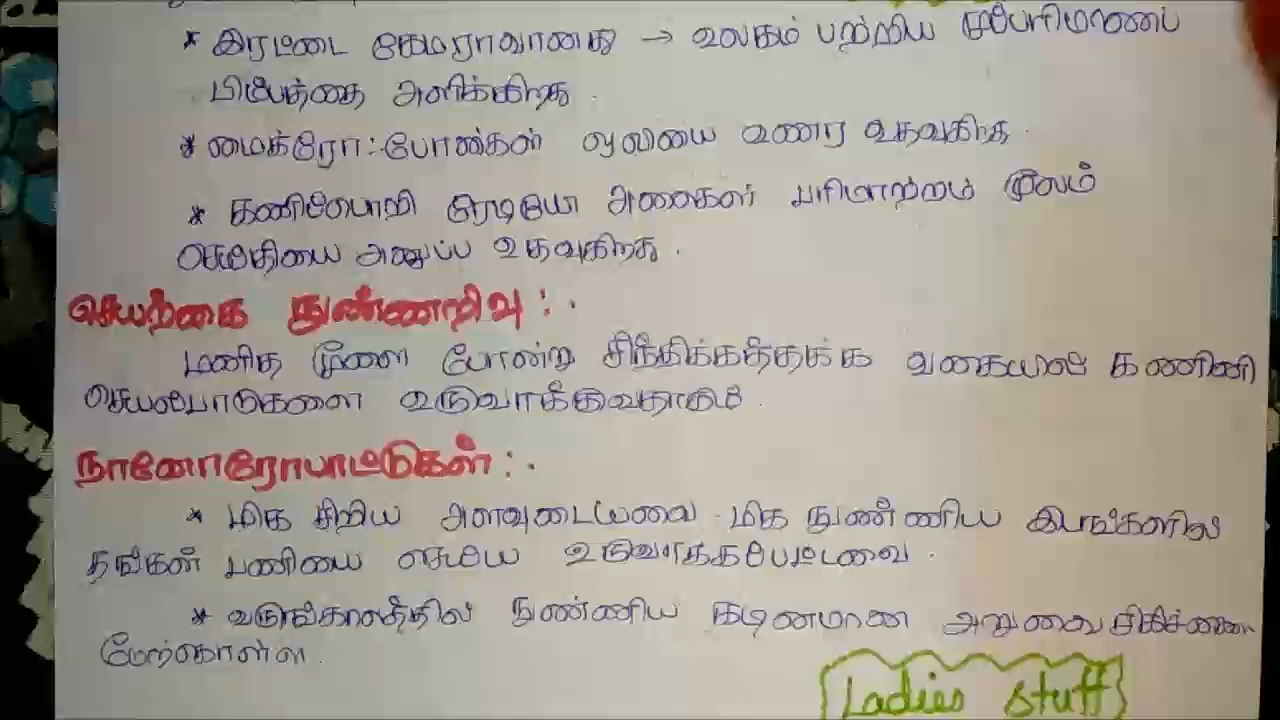 * இரட்டை கேமராவானது → உலகம் பற்றிய முப்பரிமாணப்
பிம்பத்தை அளிக்கிறது.
* மைக்ரோஃபோன்கள் ஒலியை உணர உதவுகிறது.
* கணிப்பொறி ரேடியோ அலைகள் பரிமாற்றம் மூலம்
செய்தியை அனுப்ப உதவுகிறது.
செயற்கை நுண்ணறிவு :.
மனித மூளை போன்று சிந்திக்கத்தக்க வகையில் கணினி
செயல்பாடுகளை உருவாக்குவதாகும்.
நானோரோபாட்டுகள் :.
* மிக சிறிய அளவுடையவை. மிக நுண்ணிய இடங்களில்
தங்கள் பணியை செய்ய உருவாக்கப்பட்டவை.
* வருங்காலத்தில் நுண்ணிய கடினமான அறுவை சிகிச்சை
மேற்கொள்ள.
Ladies stuff